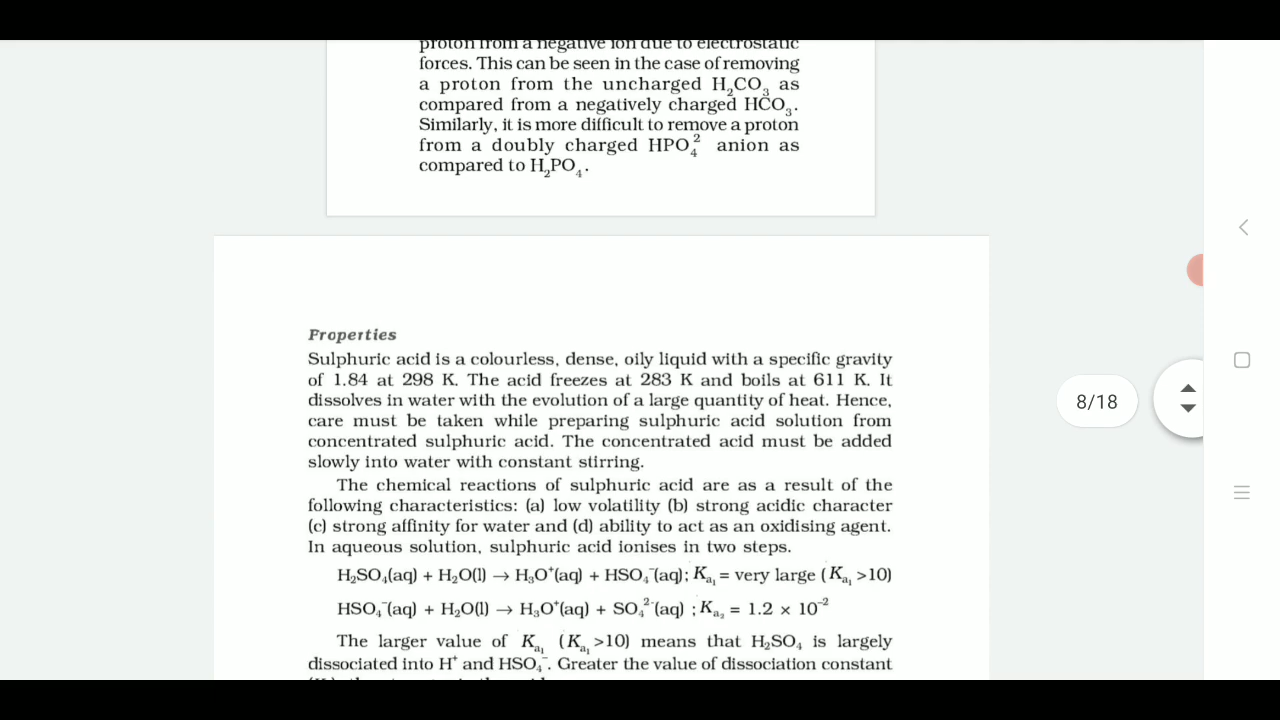 proton from a negative ion due to electrostatic
forces. This can be seen in the case of removing
a proton from the uncharged H₂CO₃ as
compared from a negatively charged HCO₃.
Similarly, it is more difficult to remove a proton
from a doubly charged HPO₄² anion as
compared to H₂PO₄.
Properties
Sulphuric acid is a colourless, dense, oily liquid with a specific gravity
of 1.84 at 298 K. The acid freezes at 283 K and boils at 611 K. It
dissolves in water with the evolution of a large quantity of heat. Hence,
care must be taken while preparing sulphuric acid solution from
concentrated sulphuric acid. The concentrated acid must be added
slowly into water with constant stirring.
The chemical reactions of sulphuric acid are as a result of the
following characteristics: (a) low volatility (b) strong acidic character
(c) strong affinity for water and (d) ability to act as an oxidising agent.
In aqueous solution, sulphuric acid ionises in two steps.
H₂SO₄(aq) + H₂O(l) → H₃O⁺(aq) + HSO₄⁻(aq); Kₐ₁ = very large (Kₐ₁ >10)
HSO₄⁻(aq) + H₂O(l) → H₃O⁺(aq) + SO₄²⁻(aq) ; Kₐ₂ = 1.2 × 10⁻²
The larger value of Kₐ₁ (Kₐ₁ >10) means that H₂SO₄ is largely
dissociated into H⁺ and HSO₄⁻. Greater the value of dissociation constant
8/18